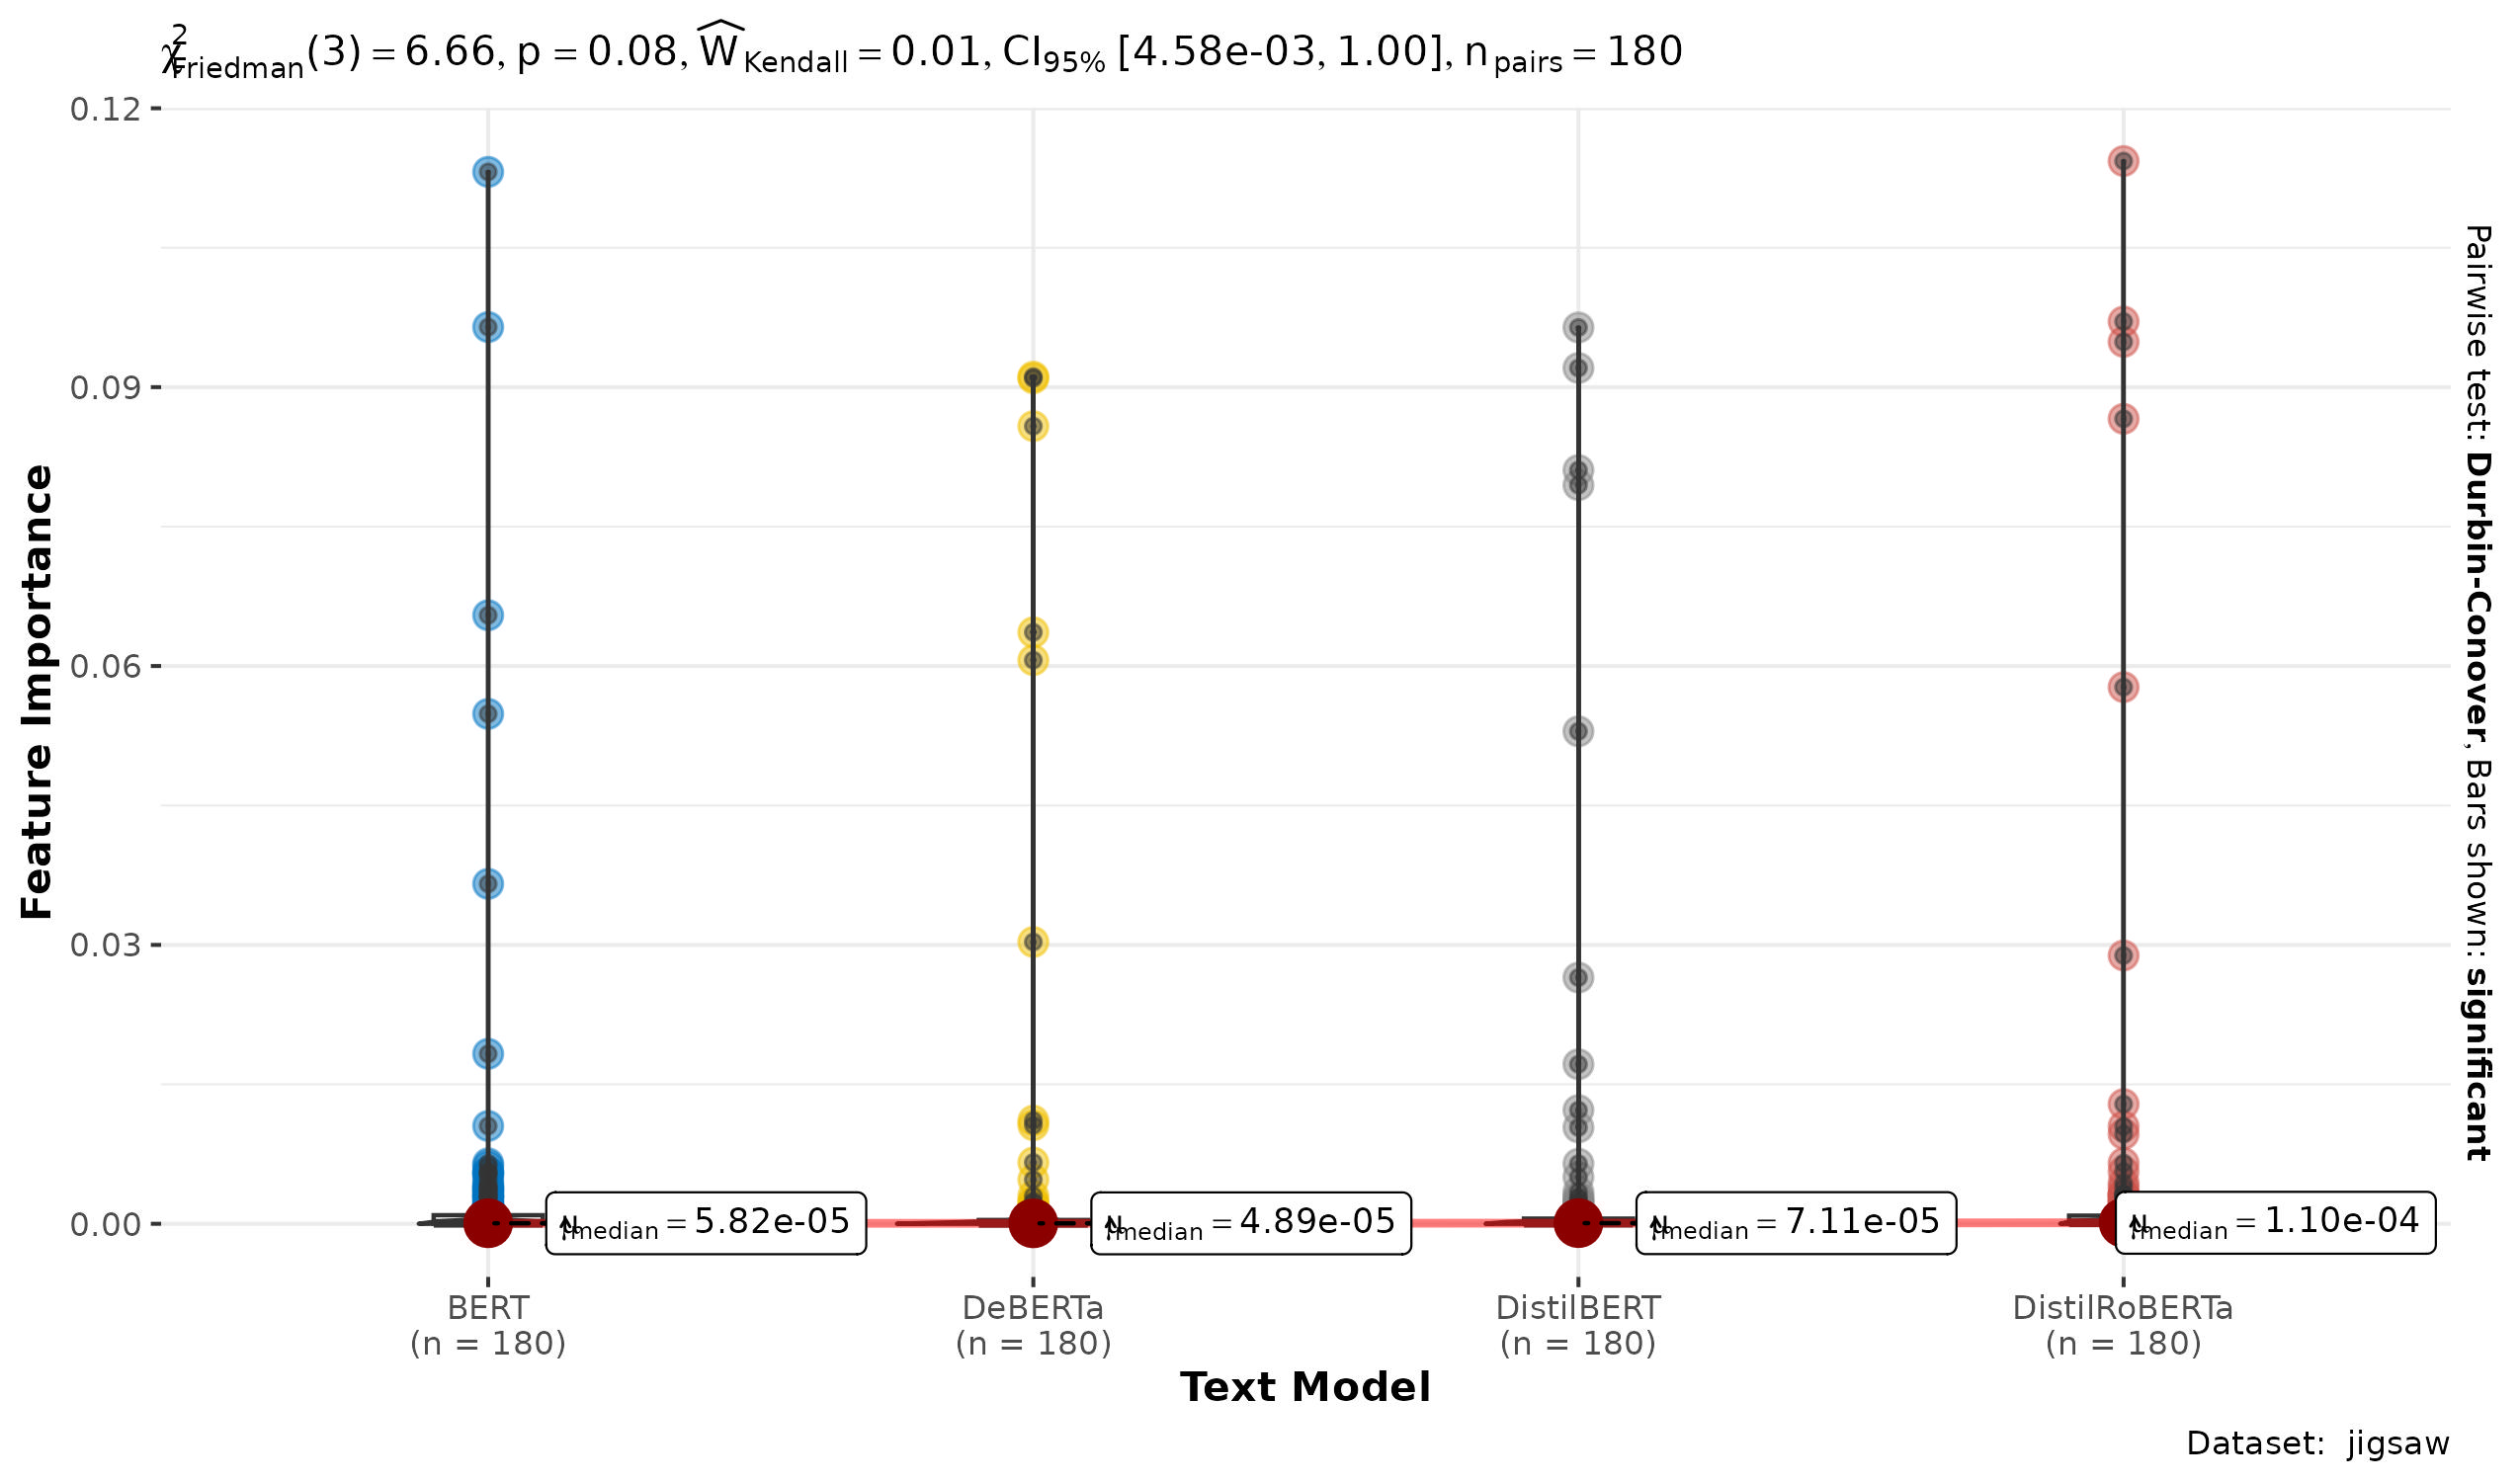 χ²Friedman(3) = 6.66, p = 0.08, ŴKendall = 0.01, CI95% [4.58e-03, 1.00], npairs = 180
0.12
0.09
0.06
0.03
0.00
Feature Importance
μ̂median = 5.82e-05
μ̂median = 4.89e-05
μ̂median = 7.11e-05
μ̂median = 1.10e-04
BERT
(n = 180)
DeBERTa
(n = 180)
DistilBERT
(n = 180)
DistilRoBERTa
(n = 180)
Text Model
Pairwise test: Durbin-Conover, Bars shown: significant
Dataset: jigsaw